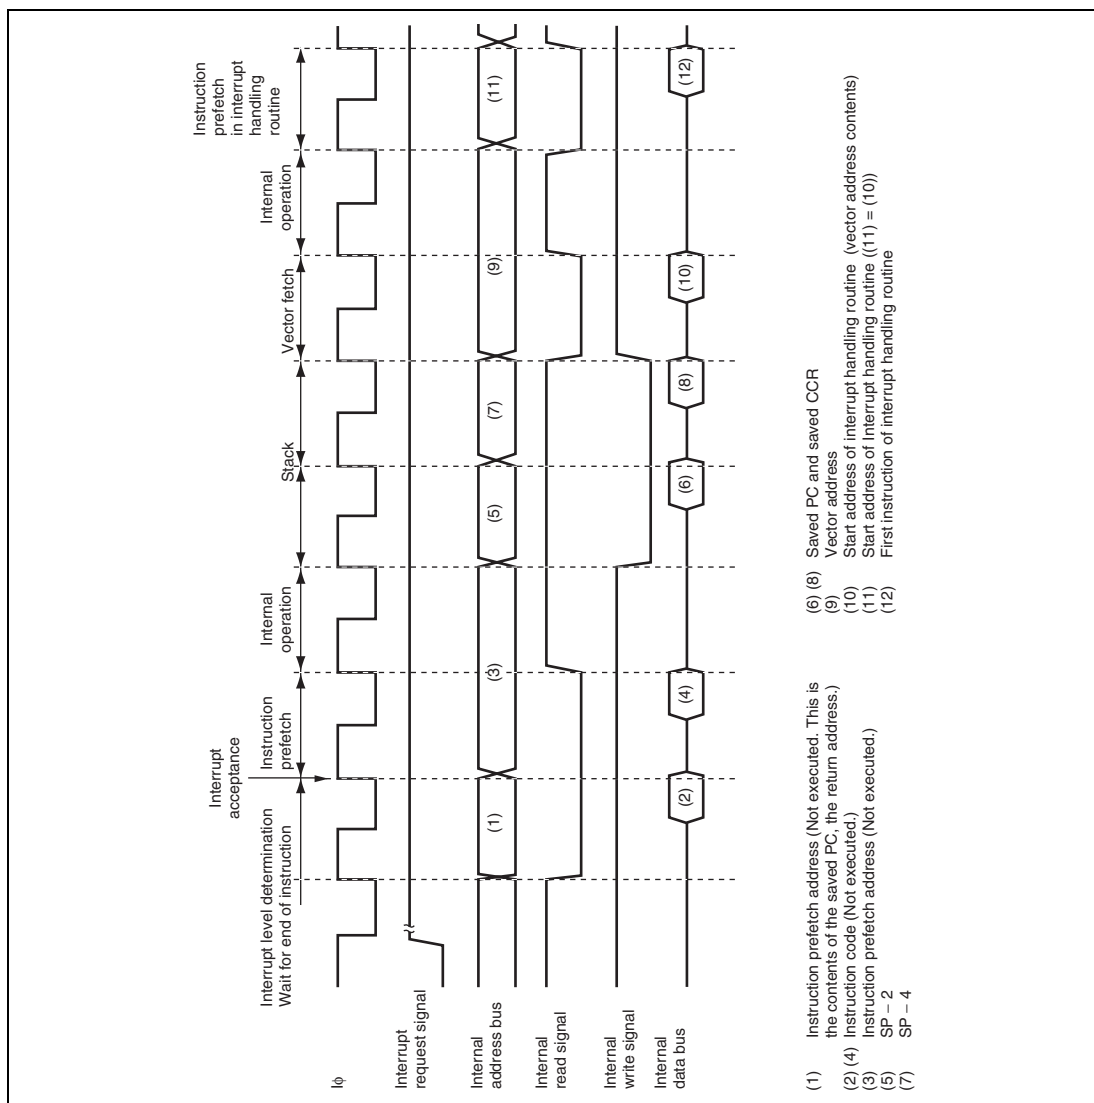 Interrupt level determination
Wait for end of instruction
Interrupt
acceptance
Instruction
prefetch
Internal
operation
Stack
Vector fetch
Internal
operation
Instruction
prefetch
in interrupt
handling
routine
Iϕ
Interrupt
request signal
Internal
address bus
(1)
(3)
(5)
(7)
(9)
(11)
Internal
read signal
Internal
write signal
Internal
data bus
(2)
(4)
(6)
(8)
(10)
(12)
(1) Instruction prefetch address (Not executed. This is
the contents of the saved PC, the return address.)
(2) (4) Instruction code (Not executed.)
(3) Instruction prefetch address (Not executed.)
(5) SP – 2
(7) SP – 4
(6) (8) Saved PC and saved CCR
(9) Vector address
(10) Start address of interrupt handling routine (vector address contents)
(11) Start address of Interrupt handling routine ((11) = (10))
(12) First instruction of interrupt handling routine